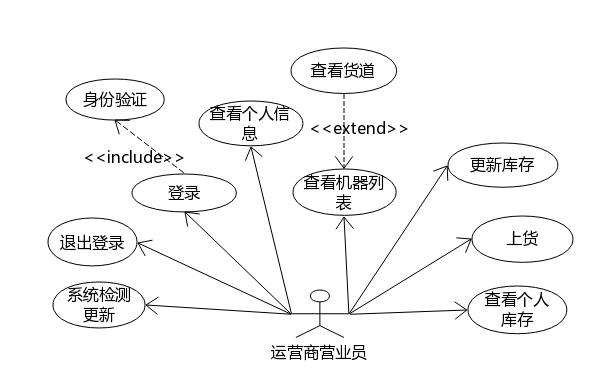 查看货道
身份验证
查看个人信
息
<<extend>>
<<include>>
更新库存
登录
查看机器列
表
退出登录
上货
系统检测
更新
查看个人
库存
运营商营业员